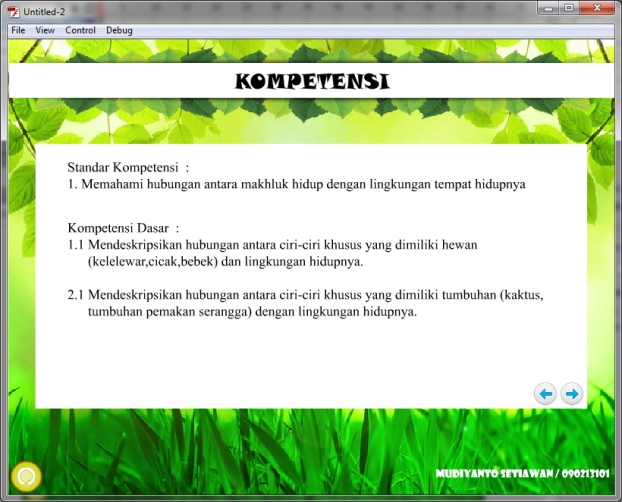 Untitled-2
File View Control Debug
KOMPETENSI
Standar Kompetensi :
1. Memahami hubungan antara makhluk hidup dengan lingkungan tempat hidupnya
Kompetensi Dasar :
1.1 Mendeskripsikan hubungan antara ciri-ciri khusus yang dimiliki hewan
(kelelewar,cicak,bebek) dan lingkungan hidupnya.
2.1 Mendeskripsikan hubungan antara ciri-ciri khusus yang dimiliki tumbuhan (kaktus,
tumbuhan pemakan serangga) dengan lingkungan hidupnya.
MUDIYANTO SETIAWAN / 090213101